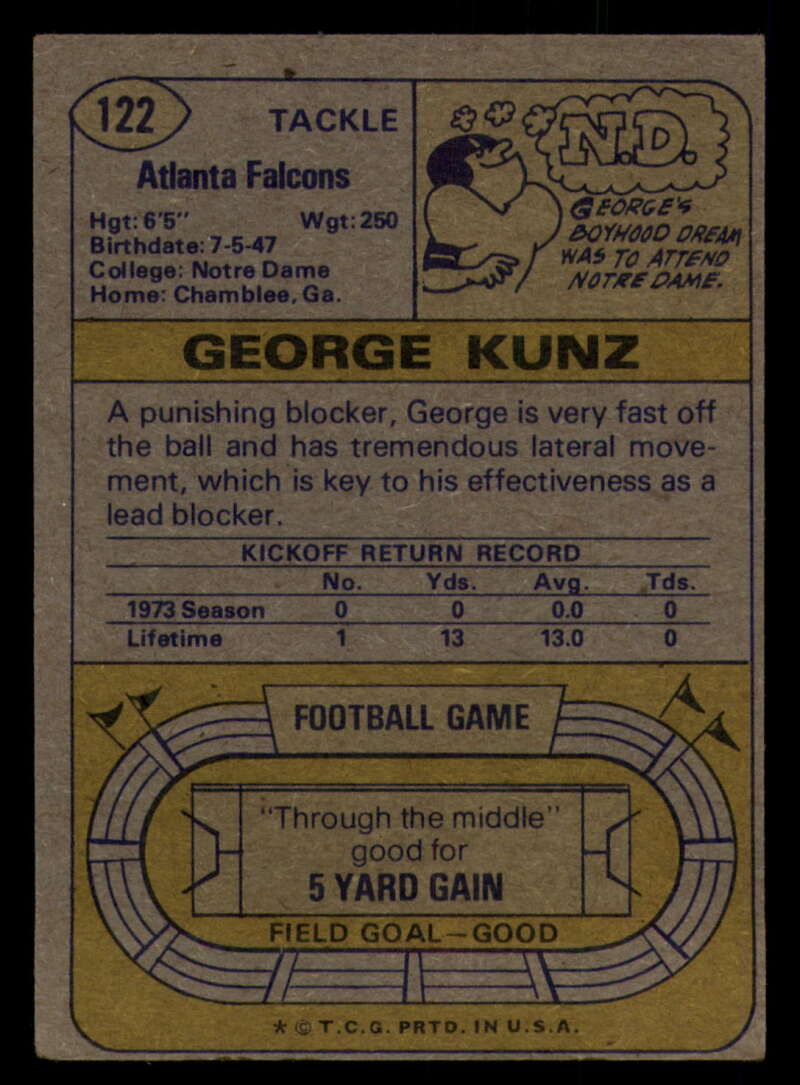 122
TACKLE
Atlanta Falcons
Hgt: 6'5" Wgt: 250
Birthdate: 7-5-47
College: Notre Dame
Home: Chamblee, Ga.
N.D.
GEORGE'S
BOYHOOD DREAM
WAS TO ATTEND
NOTRE DAME.
GEORGE KUNZ
A punishing blocker, George is very fast off
the ball and has tremendous lateral move-
ment, which is key to his effectiveness as a
lead blocker.
KICKOFF RETURN RECORD
No. Yds. Avg. Tds.
1973 Season 0 0 0.0 0
Lifetime 1 13 13.0 0
FOOTBALL GAME
"Through the middle"
good for
5 YARD GAIN
FIELD GOAL—GOOD
* © T.C.G. PRTD. IN U.S.A.